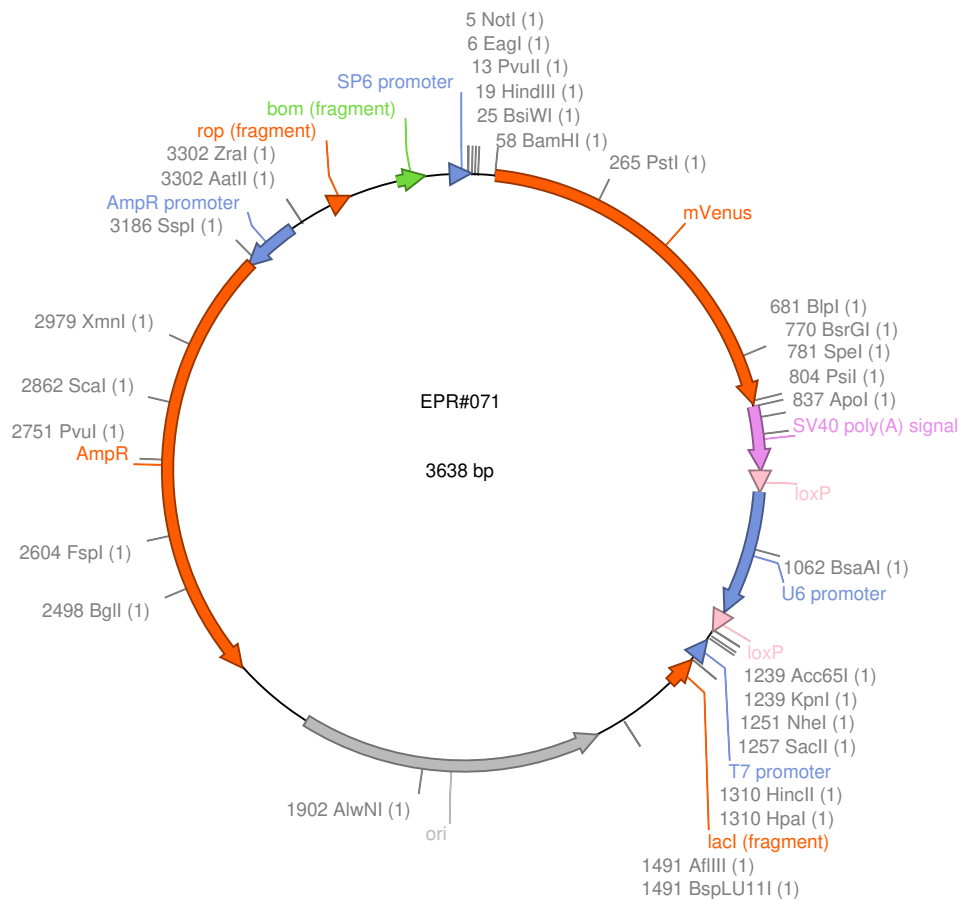 5 NotI (1)
6 EagI (1)
13 PvuII (1)
19 HindIII (1)
25 BsiWI (1)
58 BamHI (1)
265 PstI (1)
mVenus
681 BlpI (1)
770 BsrGI (1)
781 SpeI (1)
804 PsiI (1)
837 ApoI (1)
SV40 poly(A) signal
loxP
1062 BsaAI (1)
U6 promoter
loxP
1239 Acc65I (1)
1239 KpnI (1)
1251 NheI (1)
1257 SacII (1)
T7 promoter
1310 HincII (1)
1310 HpaI (1)
lacI (fragment)
1491 AflIII (1)
1491 BspLU11I (1)
ori
1902 AlwNI (1)
2498 BglI (1)
2604 FspI (1)
AmpR
2751 PvuI (1)
2862 ScaI (1)
2979 XmnI (1)
3186 SspI (1)
AmpR promoter
3302 AatII (1)
3302 ZraI (1)
rop (fragment)
bom (fragment)
SP6 promoter
EPR#071
3638 bp